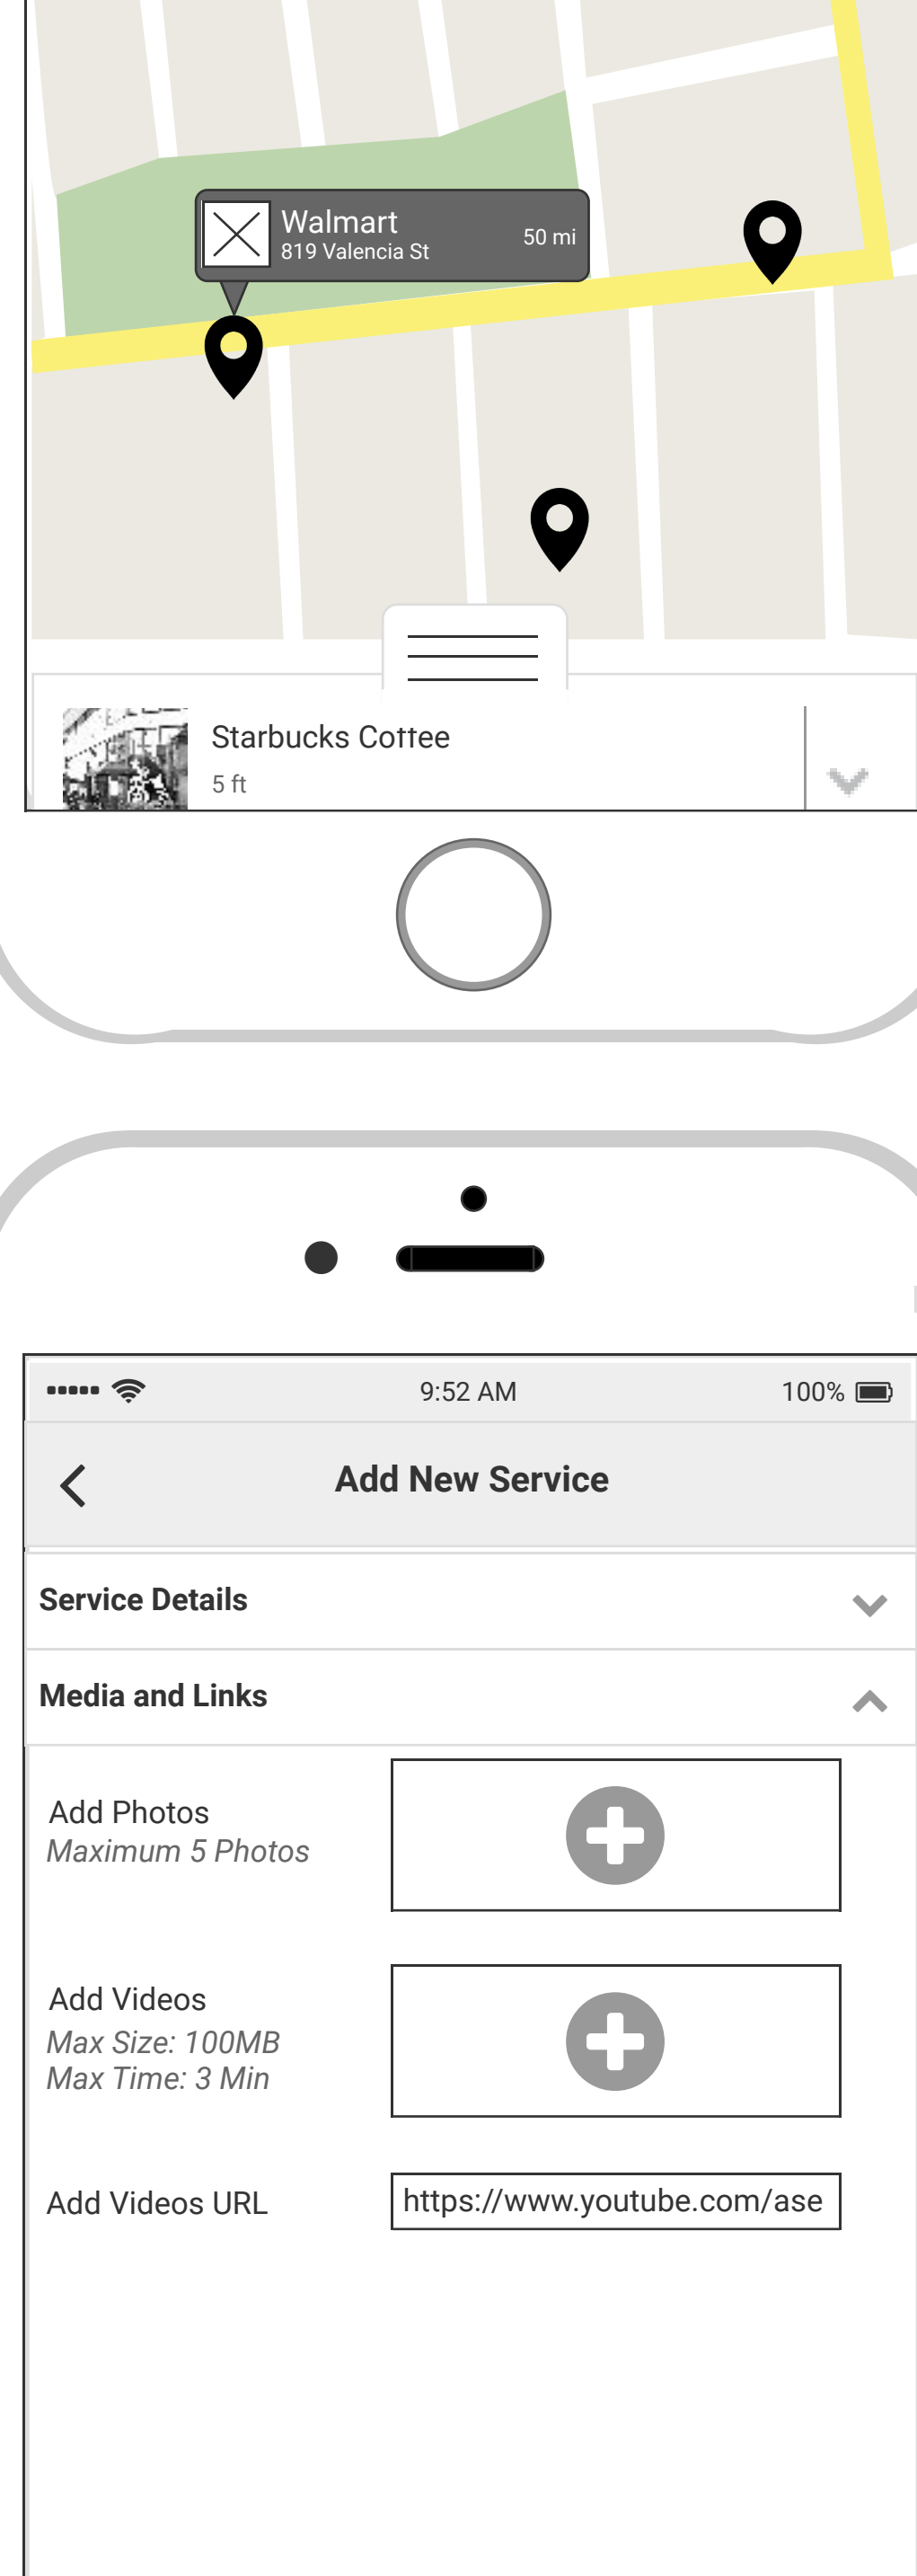 Walmart
819 Valencia St
50 mi
Starbucks Cottee
5 ft
9:52 AM
100%
Add New Service
Service Details
Media and Links
Add Photos
Maximum 5 Photos
Add Videos
Max Size: 100MB
Max Time: 3 Min
Add Videos URL
https://www.youtube.com/ase